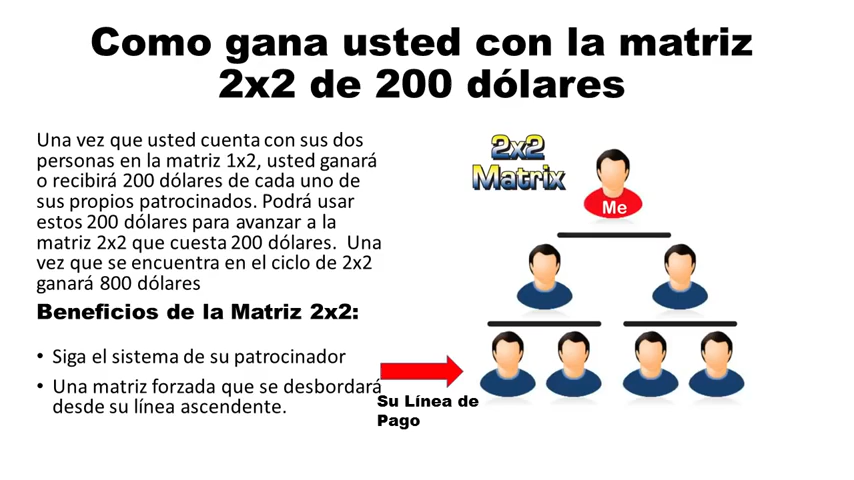 Como gana usted con la matriz
2x2 de 200 dólares
Una vez que usted cuenta con sus dos
personas en la matriz 1x2, usted ganará
o recibirá 200 dólares de cada uno de
sus propios patrocinados. Podrá usar
estos 200 dólares para avanzar a la
matriz 2x2 que cuesta 200 dólares.  Una
vez que se encuentra en el ciclo de 2x2
ganará 800 dólares
Beneficios de la Matriz 2x2:
• Siga el sistema de su patrocinador
• Una matriz forzada que se desbordará
desde su línea ascendente.
2x2
Matrix
Me
Su Línea de
Pago